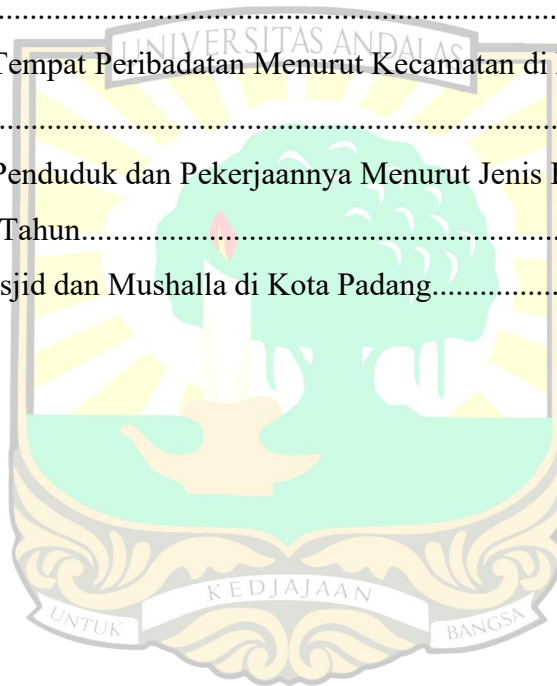 ....................................................................
UNIVERSITAS ANDALAS
Tempat Peribadatan Menurut Kecamatan di
....................................................................
Penduduk dan Pekerjaannya Menurut Jenis
Tahun..........................................................
sjid dan Mushalla di Kota Padang...............
KEDJAJAAN
UNTUK BANGSA